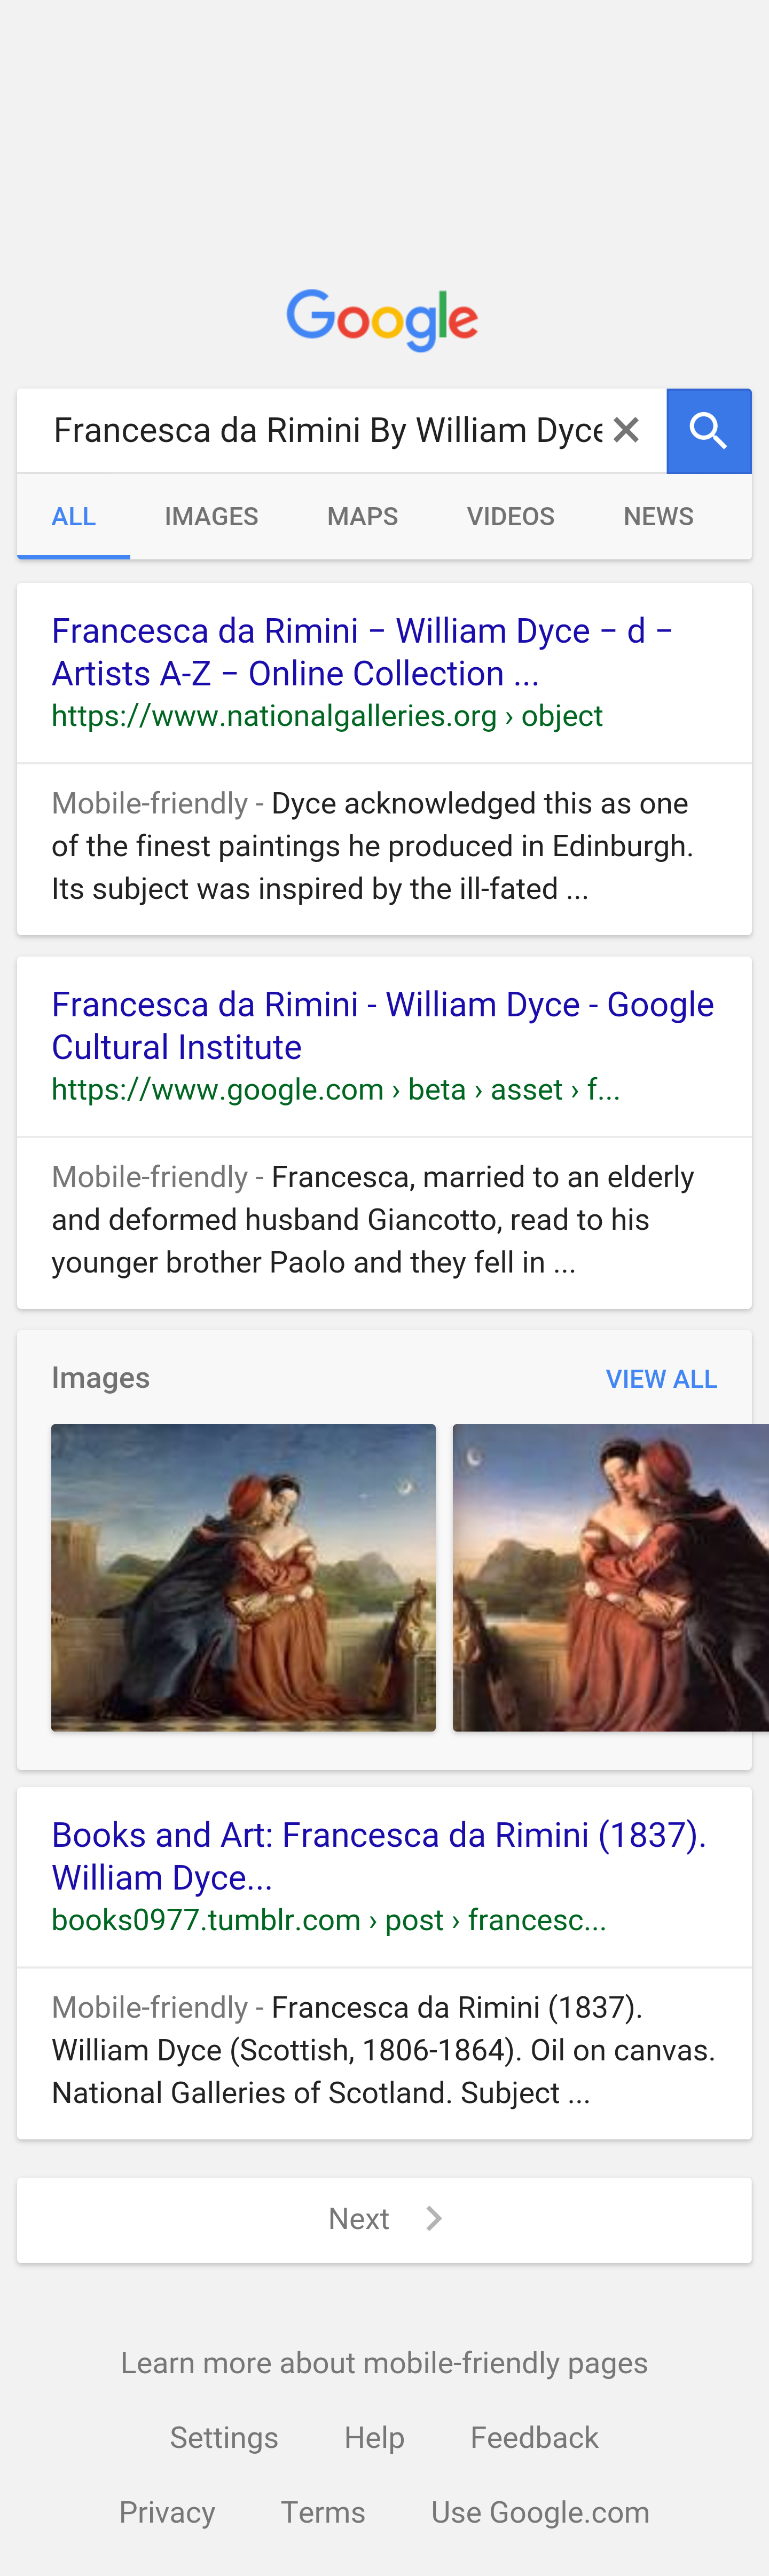 Google
Francesca da Rimini By William Dyce
ALL IMAGES MAPS VIDEOS NEWS
Francesca da Rimini – William Dyce – d –
Artists A-Z – Online Collection ...
https://www.nationalgalleries.org › object
Mobile-friendly - Dyce acknowledged this as one
of the finest paintings he produced in Edinburgh.
Its subject was inspired by the ill-fated ...
Francesca da Rimini - William Dyce - Google
Cultural Institute
https://www.google.com › beta › asset › f...
Mobile-friendly - Francesca, married to an elderly
and deformed husband Giancotto, read to his
younger brother Paolo and they fell in ...
Images VIEW ALL
Books and Art: Francesca da Rimini (1837).
William Dyce...
books0977.tumblr.com › post › francesc...
Mobile-friendly - Francesca da Rimini (1837).
William Dyce (Scottish, 1806-1864). Oil on canvas.
National Galleries of Scotland. Subject ...
Next
Learn more about mobile-friendly pages
Settings Help Feedback
Privacy Terms Use Google.com